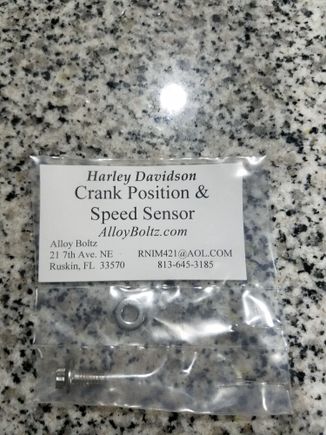 Harley Davidson
Crank Position &
Speed Sensor
AlloyBoltz.com
Alloy Boltz
21 7th Ave. NE RNIM421@AOL.COM
Ruskin, FL 33570 813-645-3185